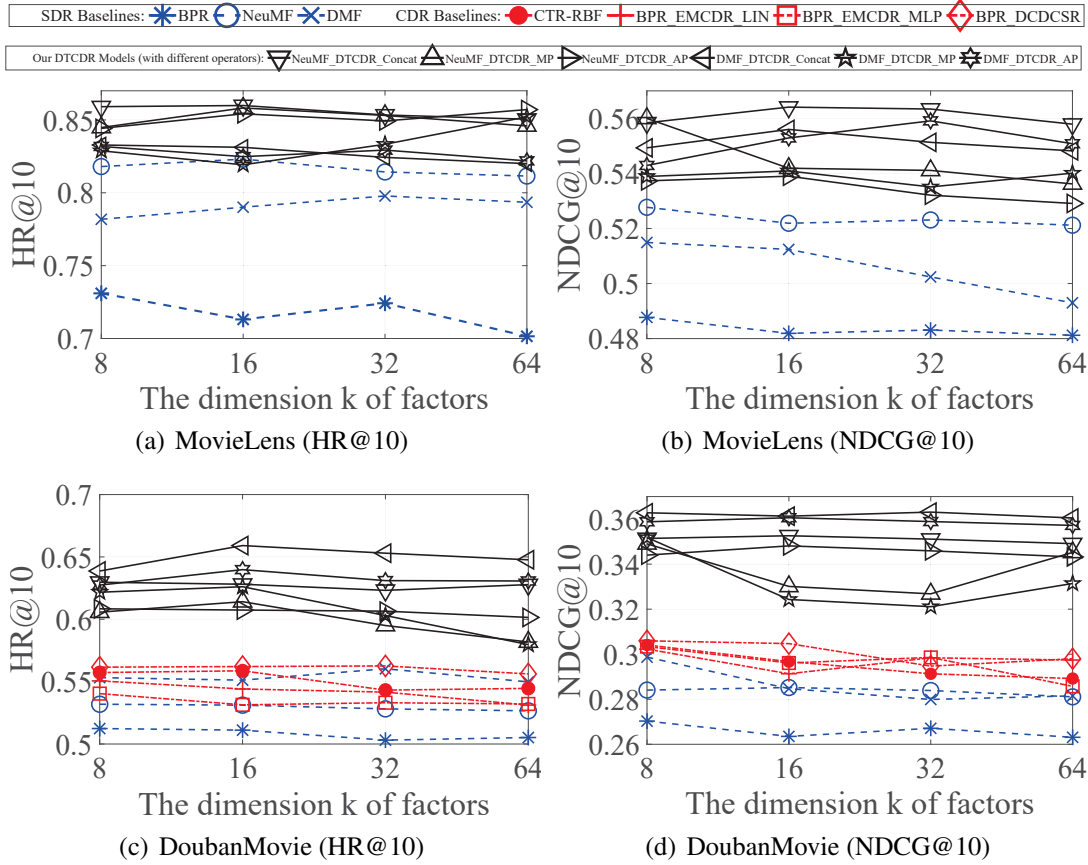 SDR Baselines: BPR NeuMF DMF CDR Baselines: CTR-RBF BPR_EMCDR_LIN BPR_EMCDR_MLP BPR_DCDCSR
Our DTCDR Models (with different operators): NeuMF_DTCDR_Concat NeuMF_DTCDR_MP NeuMF_DTCDR_AP DMF_DTCDR_Concat DMF_DTCDR_MP DMF_DTCDR_AP
HR@10
0.85
0.8
0.75
0.7
8 16 32 64
The dimension k of factors
(a) MovieLens (HR@10)
NDCG@10
0.56
0.54
0.52
0.5
0.48
8 16 32 64
The dimension k of factors
(b) MovieLens (NDCG@10)
HR@10
0.7
0.65
0.6
0.55
0.5
8 16 32 64
The dimension k of factors
(c) DoubanMovie (HR@10)
NDCG@10
0.36
0.34
0.32
0.3
0.28
0.26
8 16 32 64
The dimension k of factors
(d) DoubanMovie (NDCG@10)